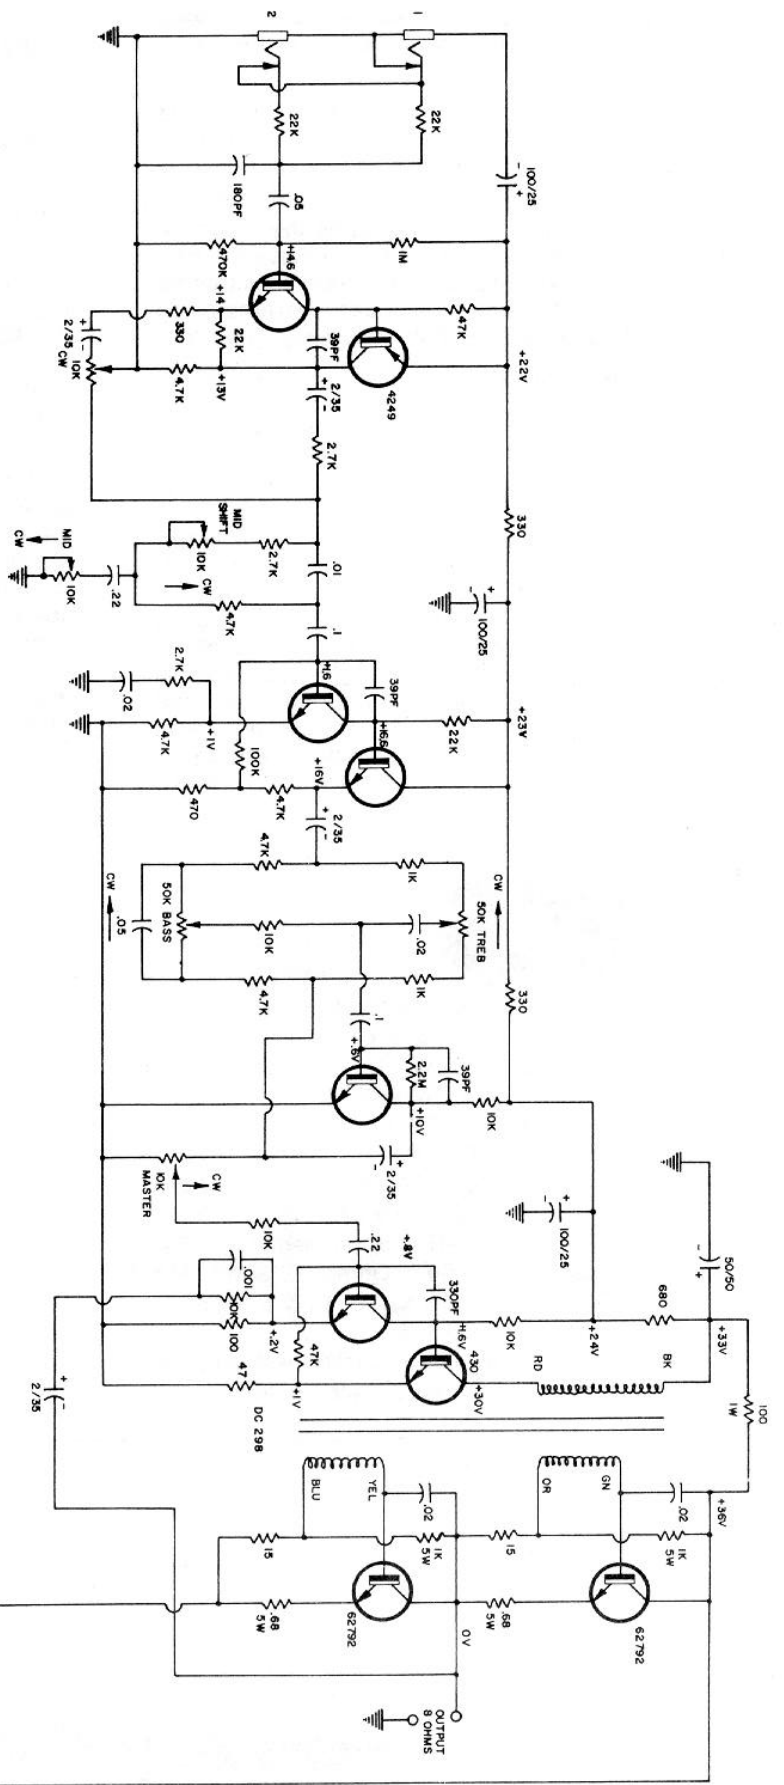 1
2
22K
22K
180PF
.05
100/25
- +
1M
470K
+14.6
+14
330
22K
39PF
47K
4249
+22V
+13V
4.7K
+
2/35
10K
CW
+ -
2/35
2.7K
330
MID
SHIFT
10K
2.7K
.01
CW
4.7K
MID
CW
10K
.22
.1
+
-
100/25
+1.6
39PF
+16.6
22K
+23V
2.7K
.02
4.7K
+1V
100K
470
4.7K
+16V
+ -
2/35
4.7K
1K
CW
50K TREB
50K BASS
CW
.05
10K
.02
4.7K
1K
330
.1
+.6V
2.2M
39PF
+10V
10K
+
-
2/35
10K
MASTER
CW
10K
.22
+
-
100/25
50/50
- +
680
+24V
+33V
+.8V
330PF
.001
10K
100
+.2V
47K
+1.6V
10K
430
+30V
+1V
47
RD
BK
DC 298
100
1W
+36V
+ -
2/35
BLU
YEL
OR
GN
.02
.02
15
1K
5W
15
1K
5W
.68
5W
62792
.68
5W
62792
0V
OUTPUT
8 OHMS